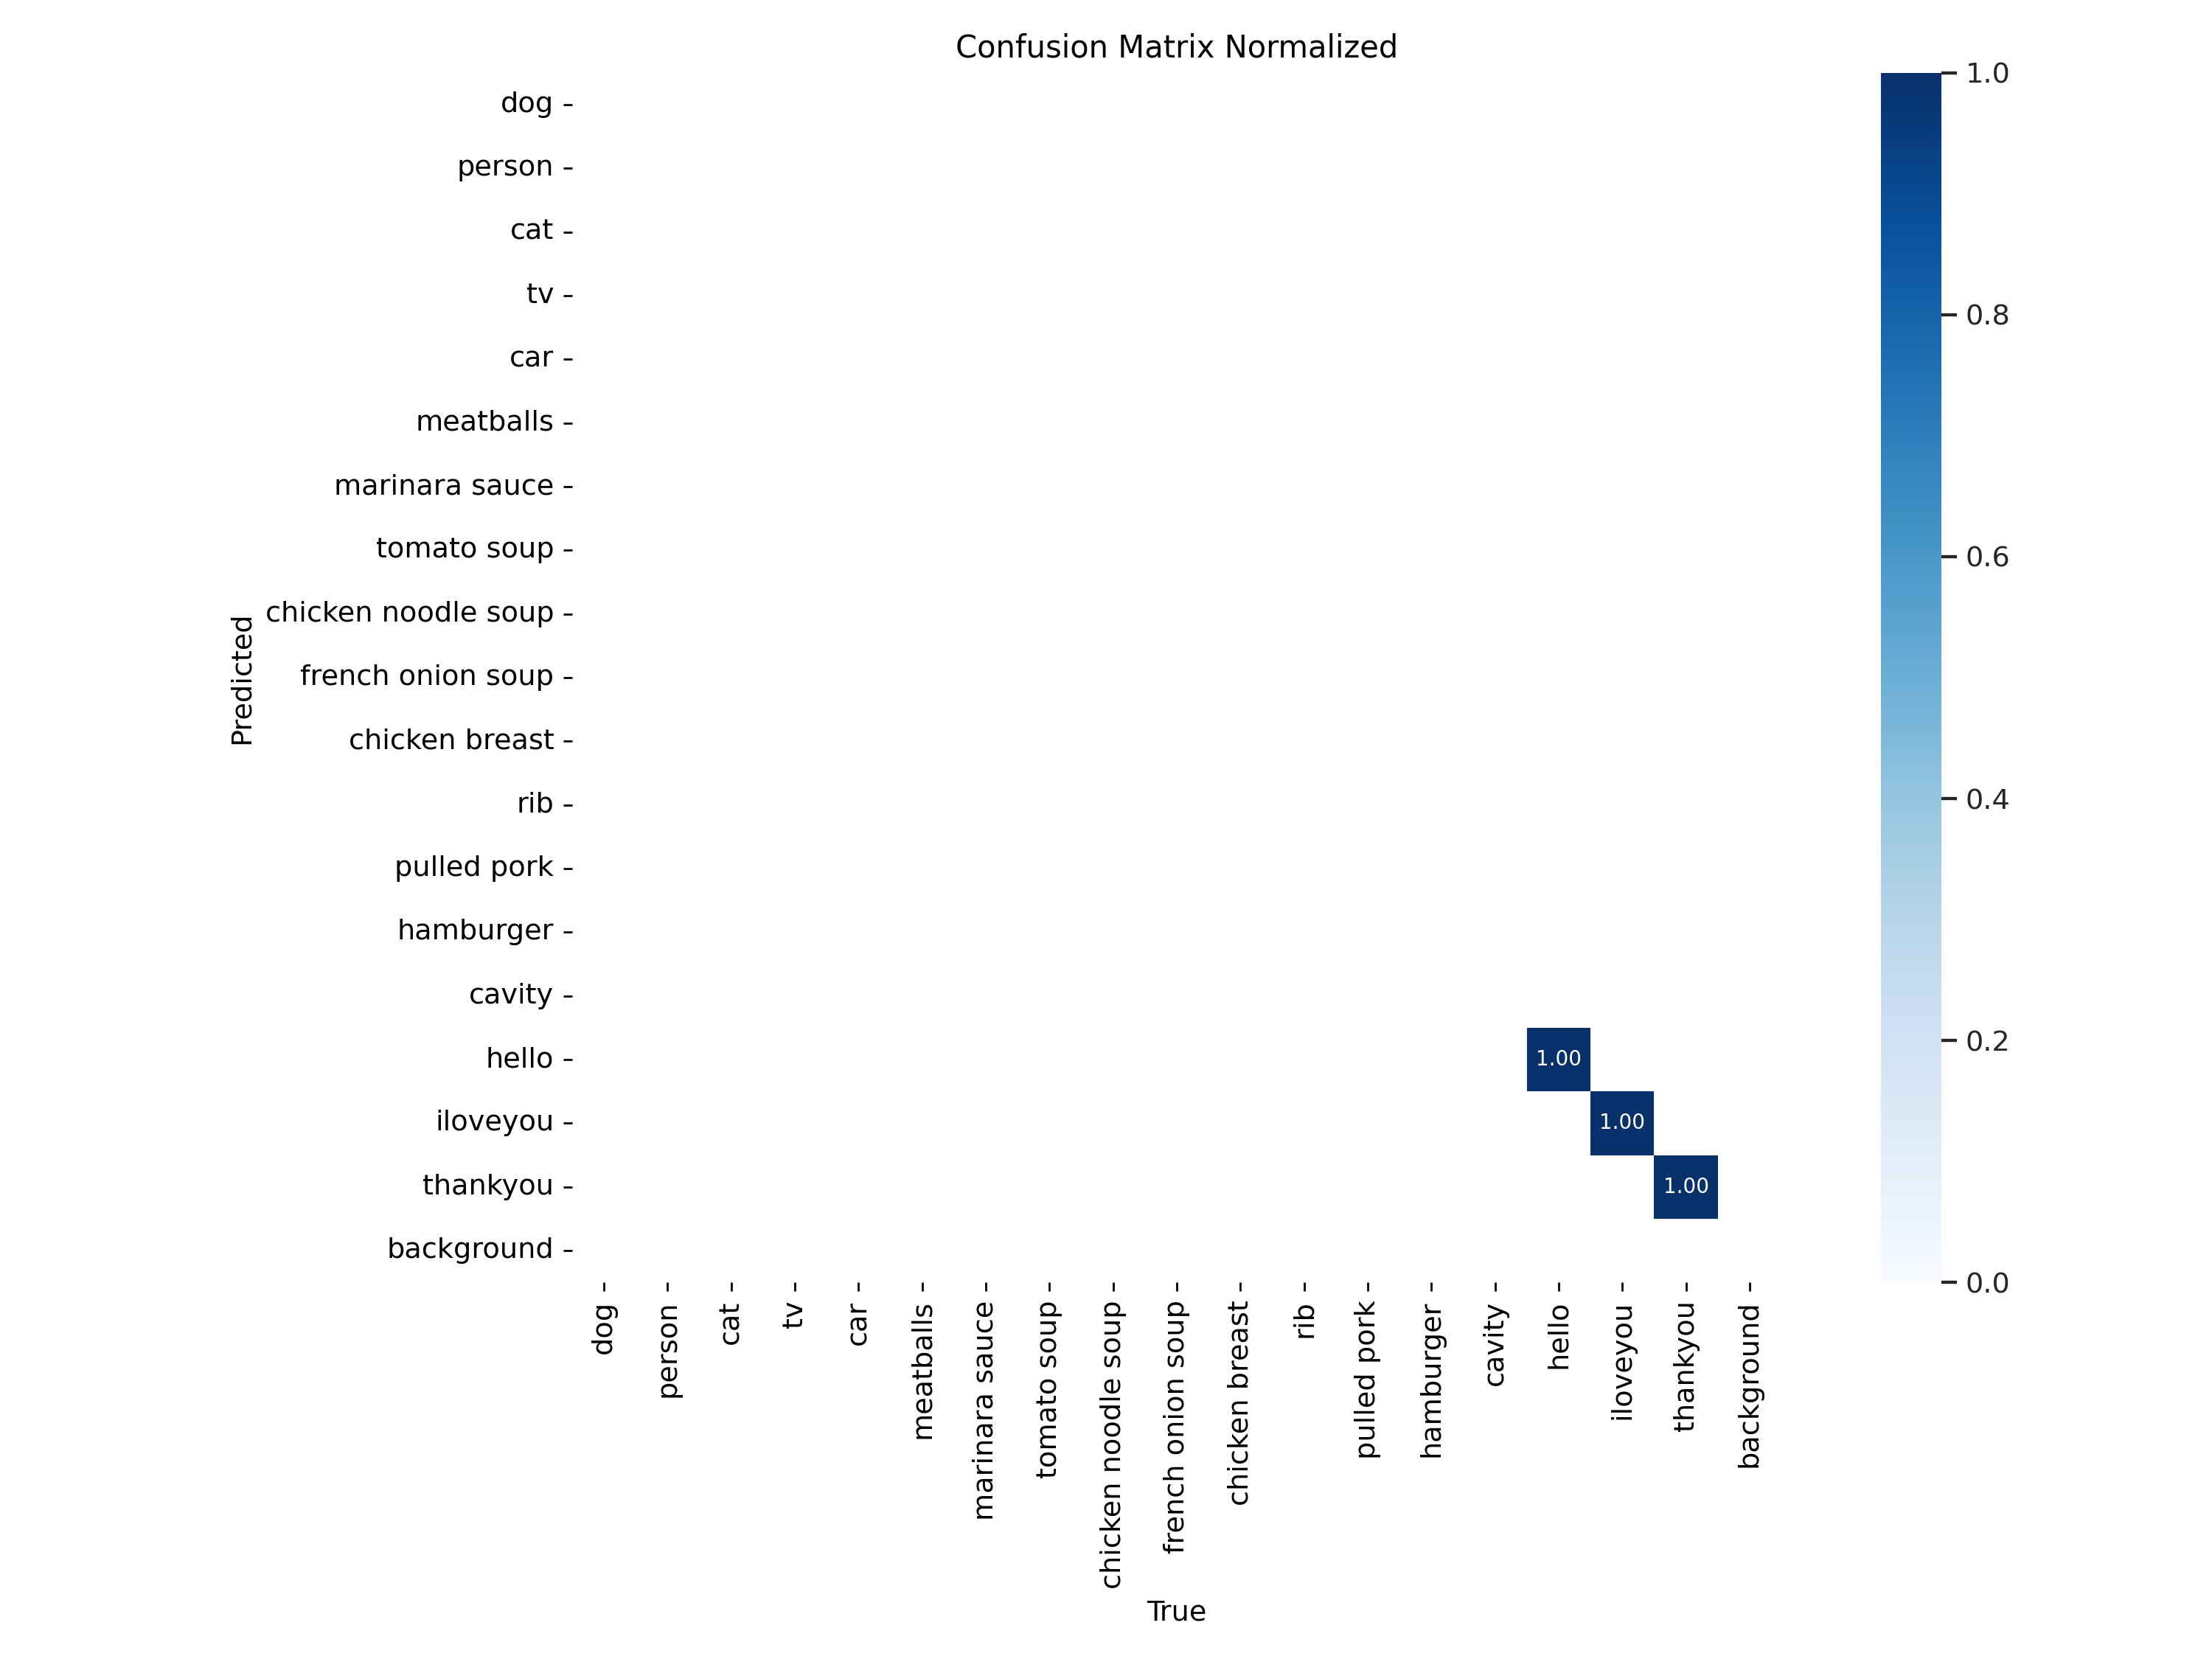 Confusion Matrix Normalized
dog
person
cat
tv
car
meatballs
marinara sauce
tomato soup
chicken noodle soup
french onion soup
chicken breast
rib
pulled pork
hamburger
cavity
hello
iloveyou
thankyou
background
Predicted
1.00
1.00
1.00
dog
person
cat
tv
car
meatballs
marinara sauce
tomato soup
chicken noodle soup
french onion soup
chicken breast
rib
pulled pork
hamburger
cavity
hello
iloveyou
thankyou
background
True
1.0
0.8
0.6
0.4
0.2
0.0